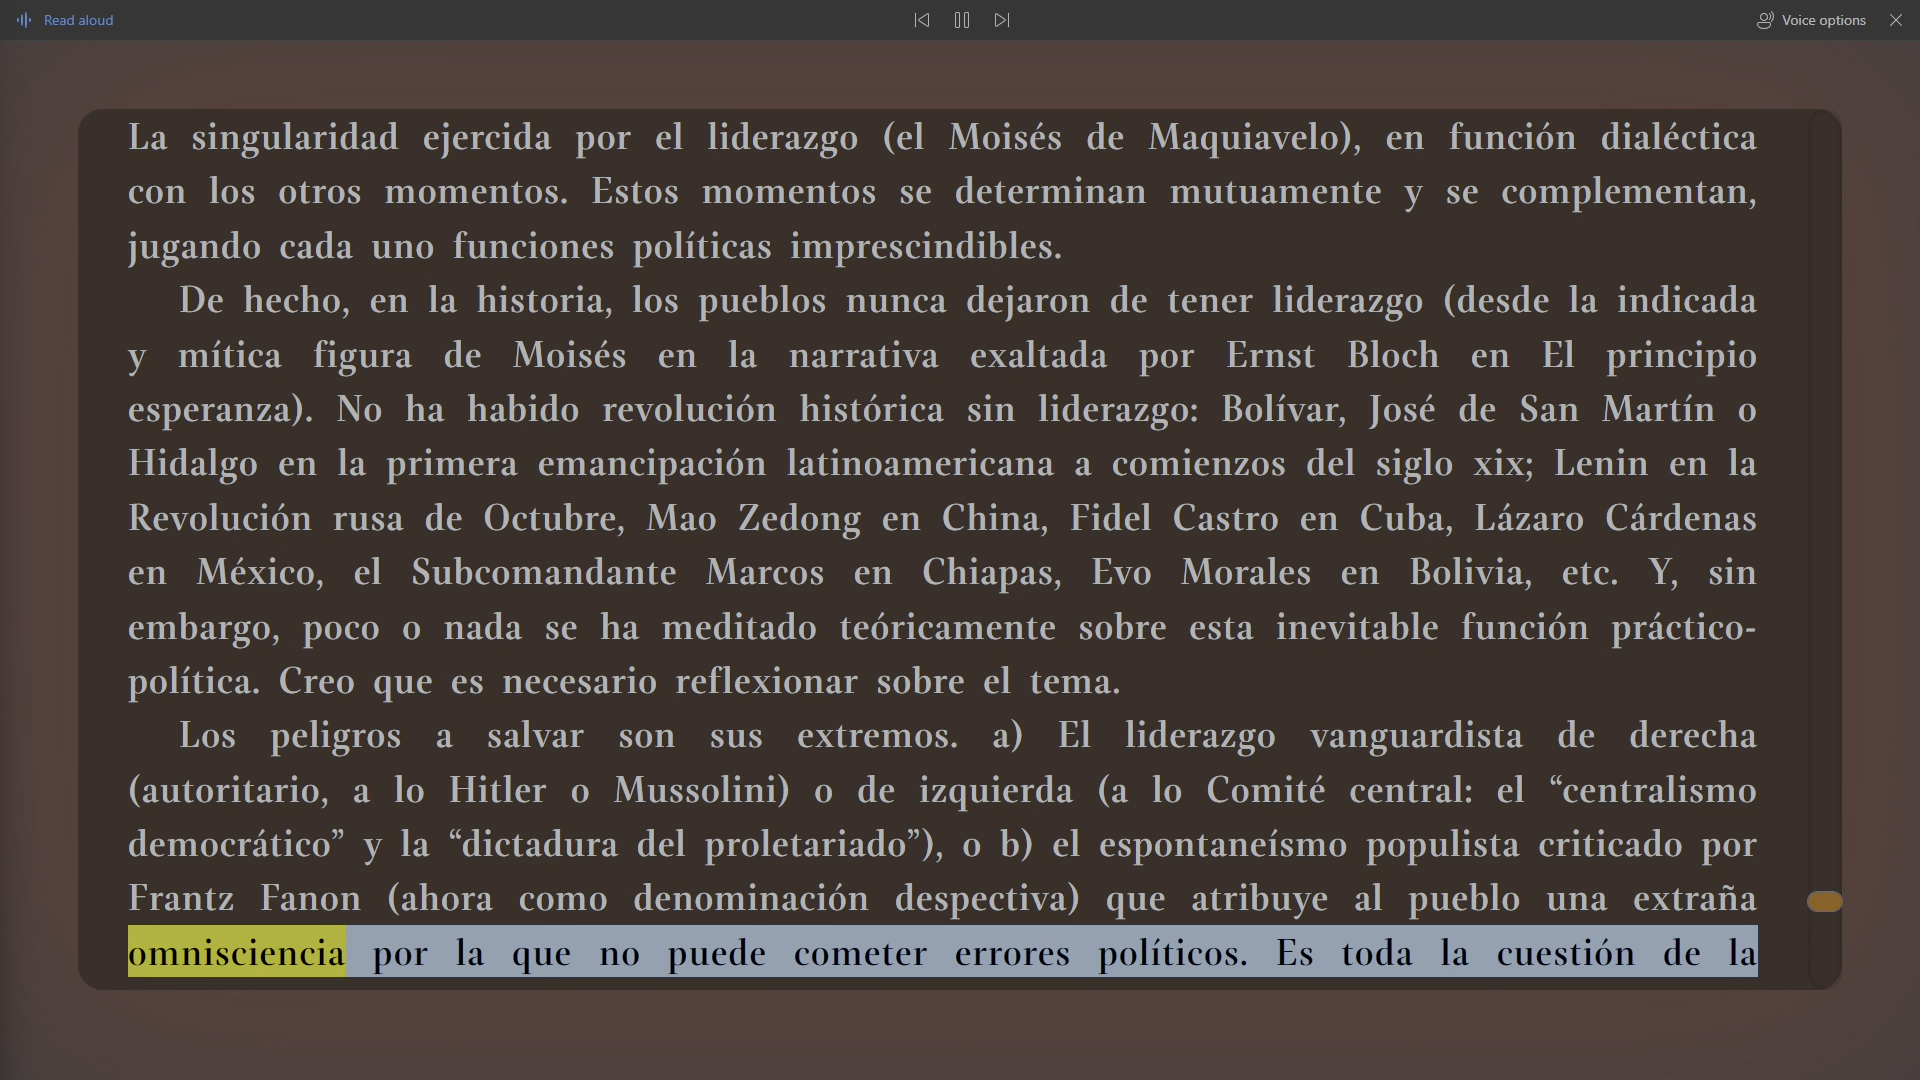 Read aloud
Voice options
La singularidad ejercida por el liderazgo (el Moisés de Maquiavelo), en función dialéctica
con los otros momentos. Estos momentos se determinan mutuamente y se complementan,
jugando cada uno funciones políticas imprescindibles.
De hecho, en la historia, los pueblos nunca dejaron de tener liderazgo (desde la indicada
y mítica figura de Moisés en la narrativa exaltada por Ernst Bloch en El principio
esperanza). No ha habido revolución histórica sin liderazgo: Bolívar, José de San Martín o
Hidalgo en la primera emancipación latinoamericana a comienzos del siglo xix; Lenin en la
Revolución rusa de Octubre, Mao Zedong en China, Fidel Castro en Cuba, Lázaro Cárdenas
en México, el Subcomandante Marcos en Chiapas, Evo Morales en Bolivia, etc. Y, sin
embargo, poco o nada se ha meditado teóricamente sobre esta inevitable función práctico-
política. Creo que es necesario reflexionar sobre el tema.
Los peligros a salvar son sus extremos. a) El liderazgo vanguardista de derecha
(autoritario, a lo Hitler o Mussolini) o de izquierda (a lo Comité central: el “centralismo
democrático” y la “dictadura del proletariado”), o b) el espontaneísmo populista criticado por
Frantz Fanon (ahora como denominación despectiva) que atribuye al pueblo una extraña
omnisciencia por la que no puede cometer errores políticos. Es toda la cuestión de la